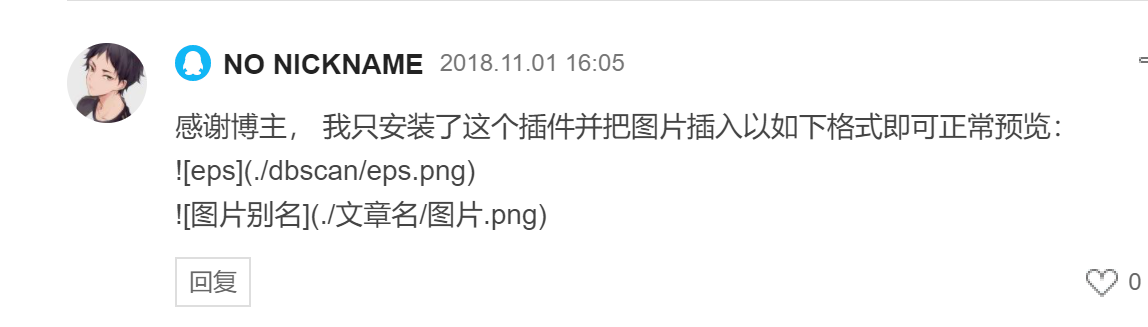 NO NICKNAME 2018.11.01 16:05
感谢博主， 我只安装了这个插件并把图片插入以如下格式即可正常预览：
![eps](./dbscan/eps.png)
![图片别名](./文章名/图片.png)
回复
0